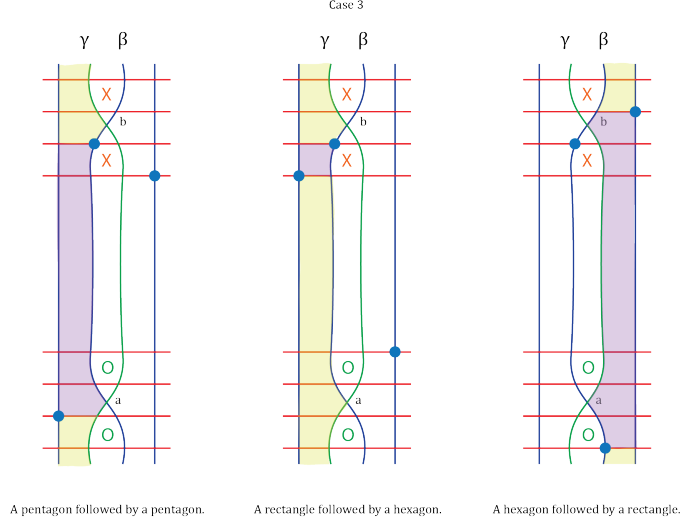 Case 3
γ β γ β γ β
X X X
b b b
X X
O O O
a a a
O O O
A pentagon followed by a pentagon. A rectangle followed by a hexagon. A hexagon followed by a rectangle.